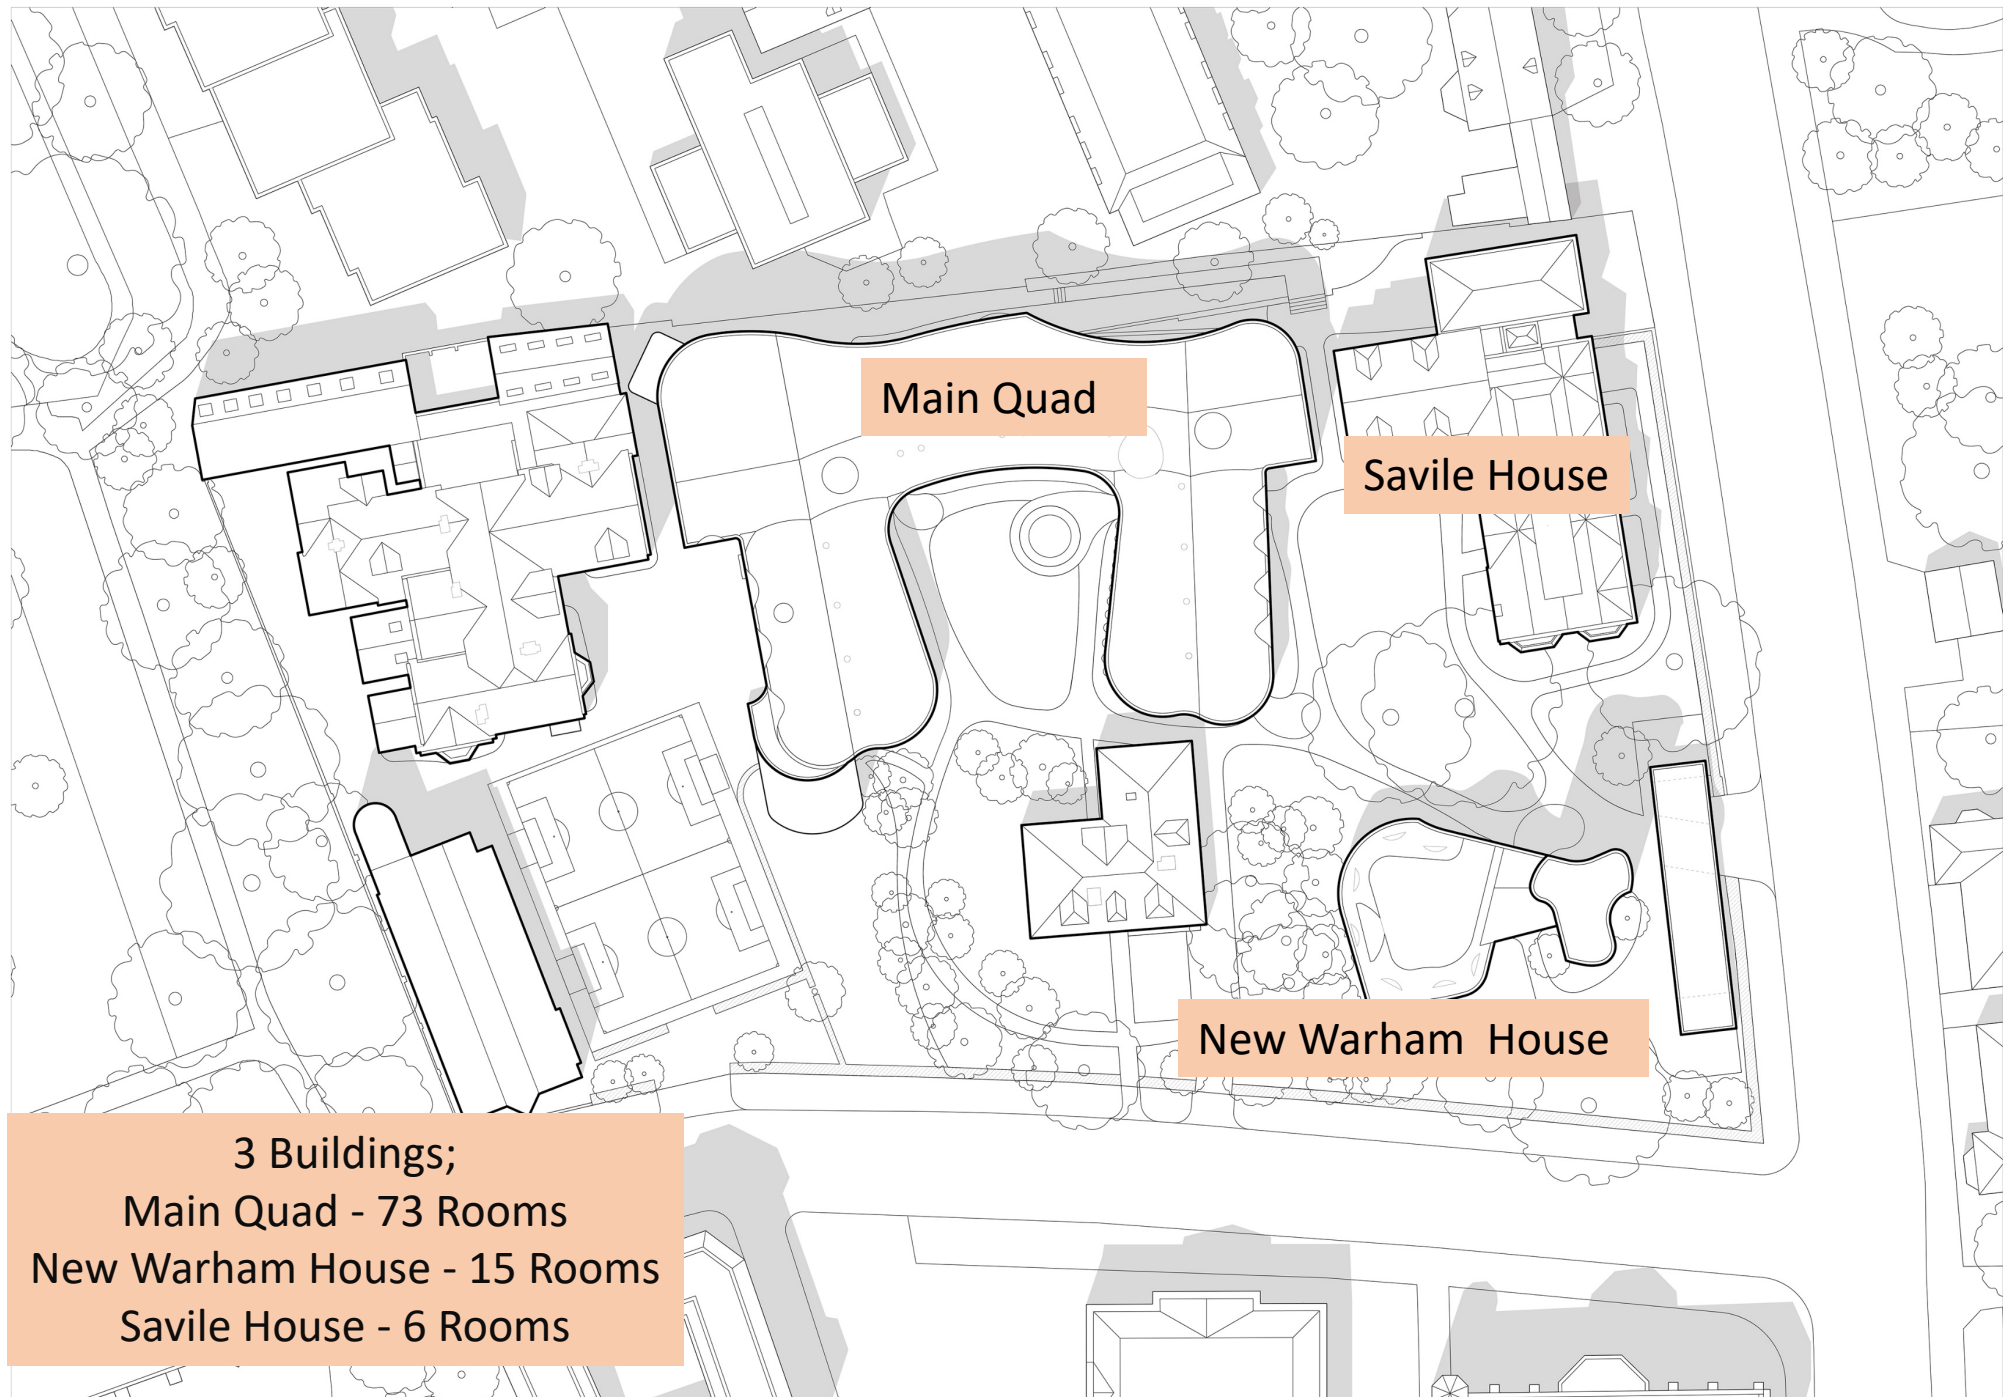 Main Quad
Savile House
New Warham  House
3 Buildings;
Main Quad - 73 Rooms
New Warham House - 15 Rooms
Savile House - 6 Rooms